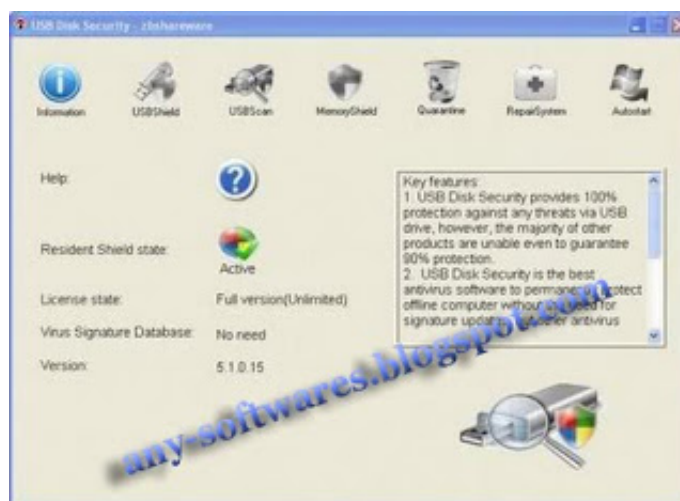 USB Disk Security - zbshareware
Information
USBShield
USBScan
MemoryShield
Quarantine
RepairSystem
Autostart
Help:
Resident Shield state:
Active
License state:
Full version(Unlimited)
Virus Signature Database:
No need
Version:
5.1.0.15
Key features:
1. USB Disk Security provides 100%
protection against any threats via USB
drive, however, the majority of other
products are unable even to guarantee
90% protection.
2. USB Disk Security is the best
antivirus software to permanently protect
offline computer without for
signature updates antivirus
any-softwares.blogspot.com